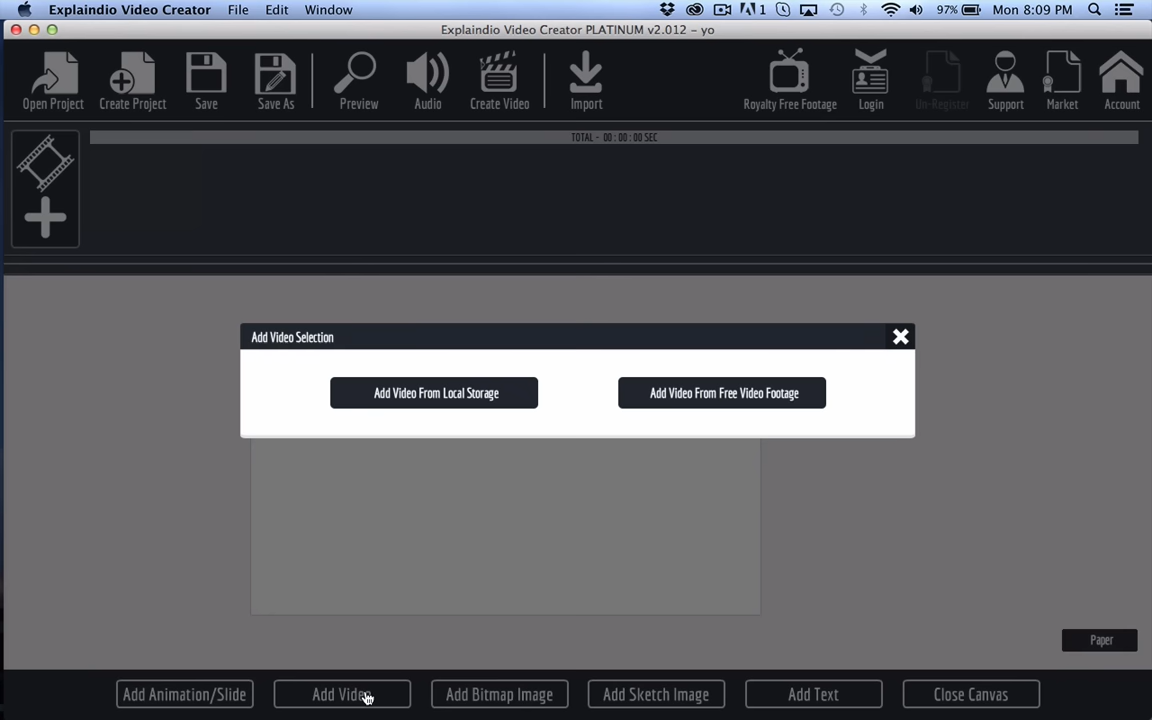 Explaindio Video Creator File Edit Window 1 97% Mon 8:09 PM
Explaindio Video Creator PLATINUM v2.012 - yo
Open Project Create Project Save Save As Preview Audio Create Video Import Royalty Free Footage Login Un-Register Support Market Account
TOTAL - 00 : 00 : 00 SEC
Add Video Selection
Add Video From Local Storage Add Video From Free Video Footage
Paper
Add Animation/Slide Add Video Add Bitmap Image Add Sketch Image Add Text Close Canvas